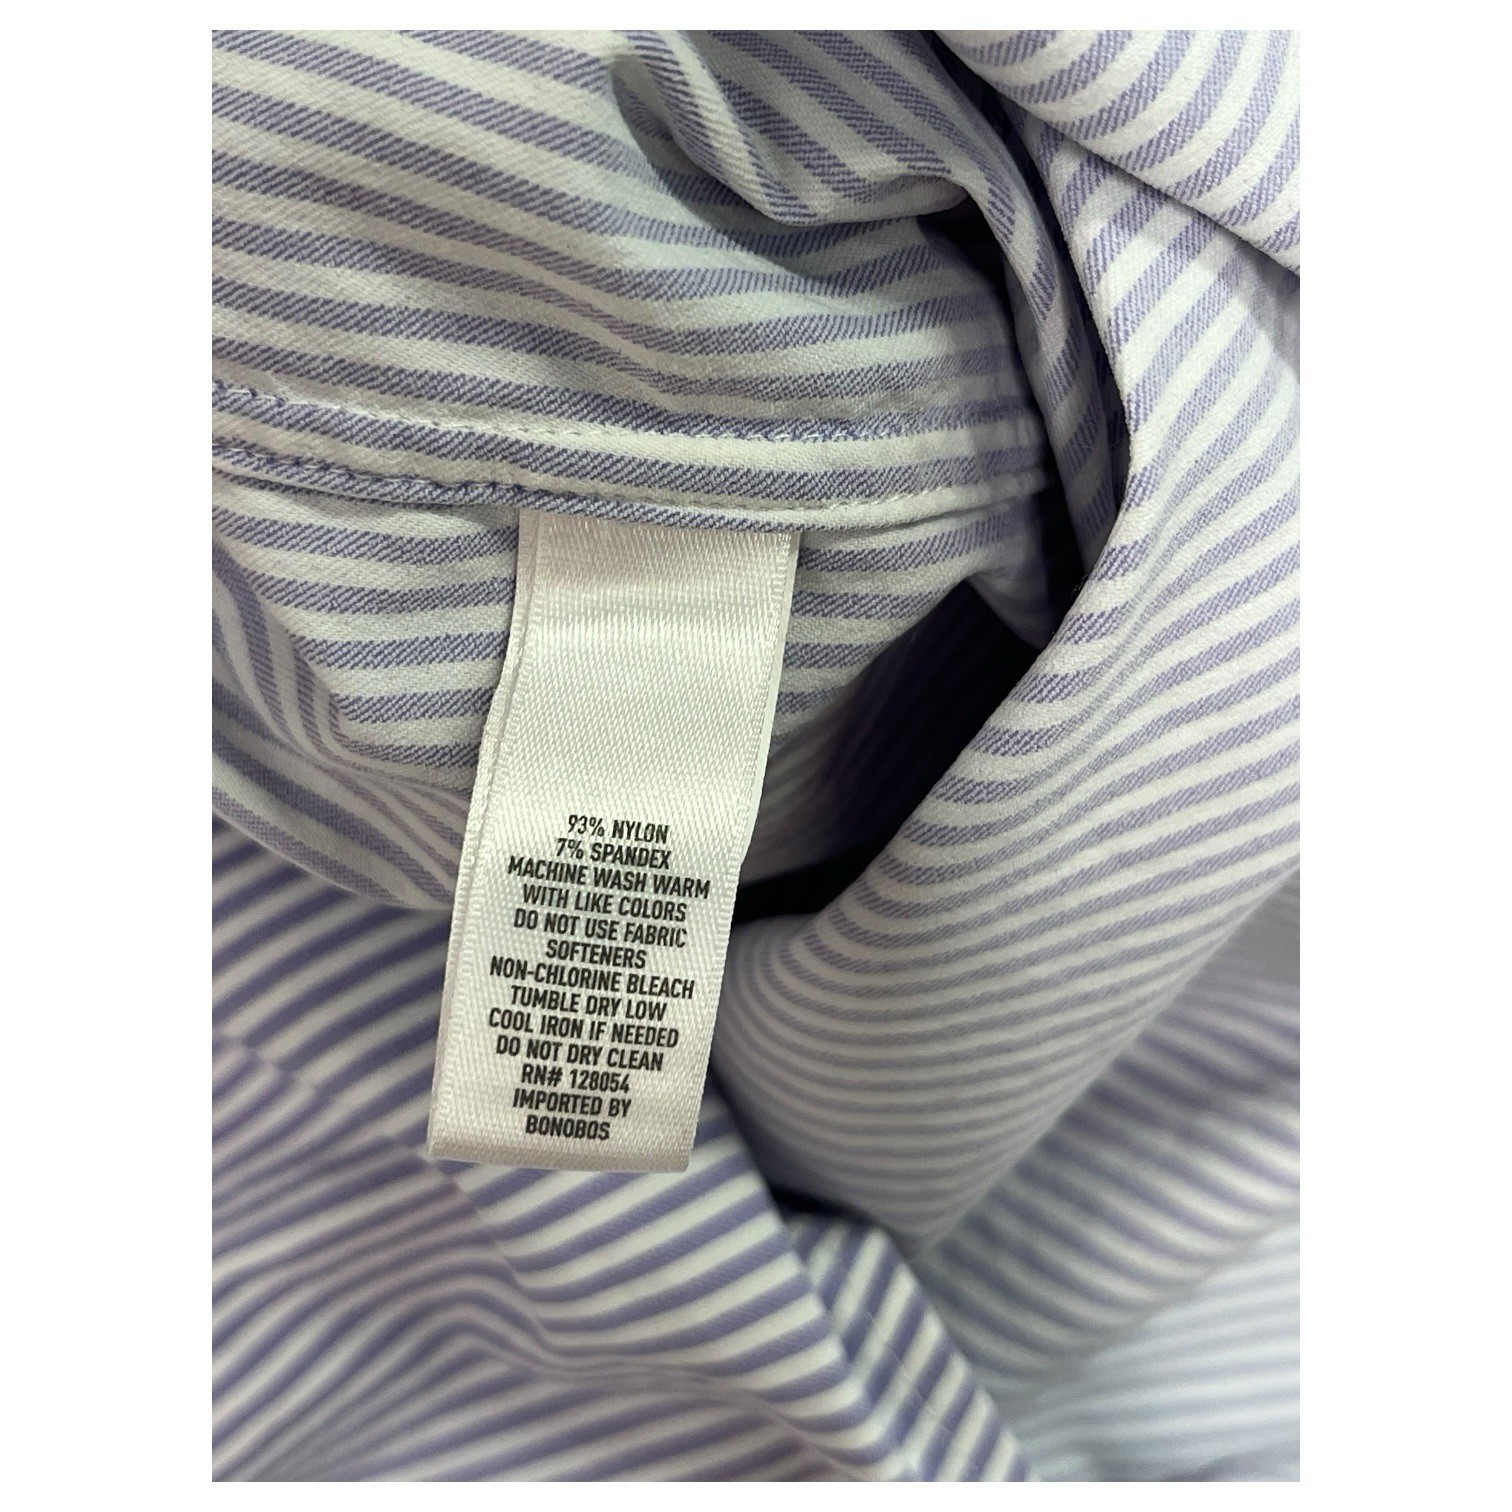 93% NYLON
7% SPANDEX
MACHINE WASH WARM
WITH LIKE COLORS
DO NOT USE FABRIC
SOFTENERS
NON-CHLORINE BLEACH
TUMBLE DRY LOW
COOL IRON IF NEEDED
DO NOT DRY CLEAN
RN# 128054
IMPORTED BY
BONOBOS